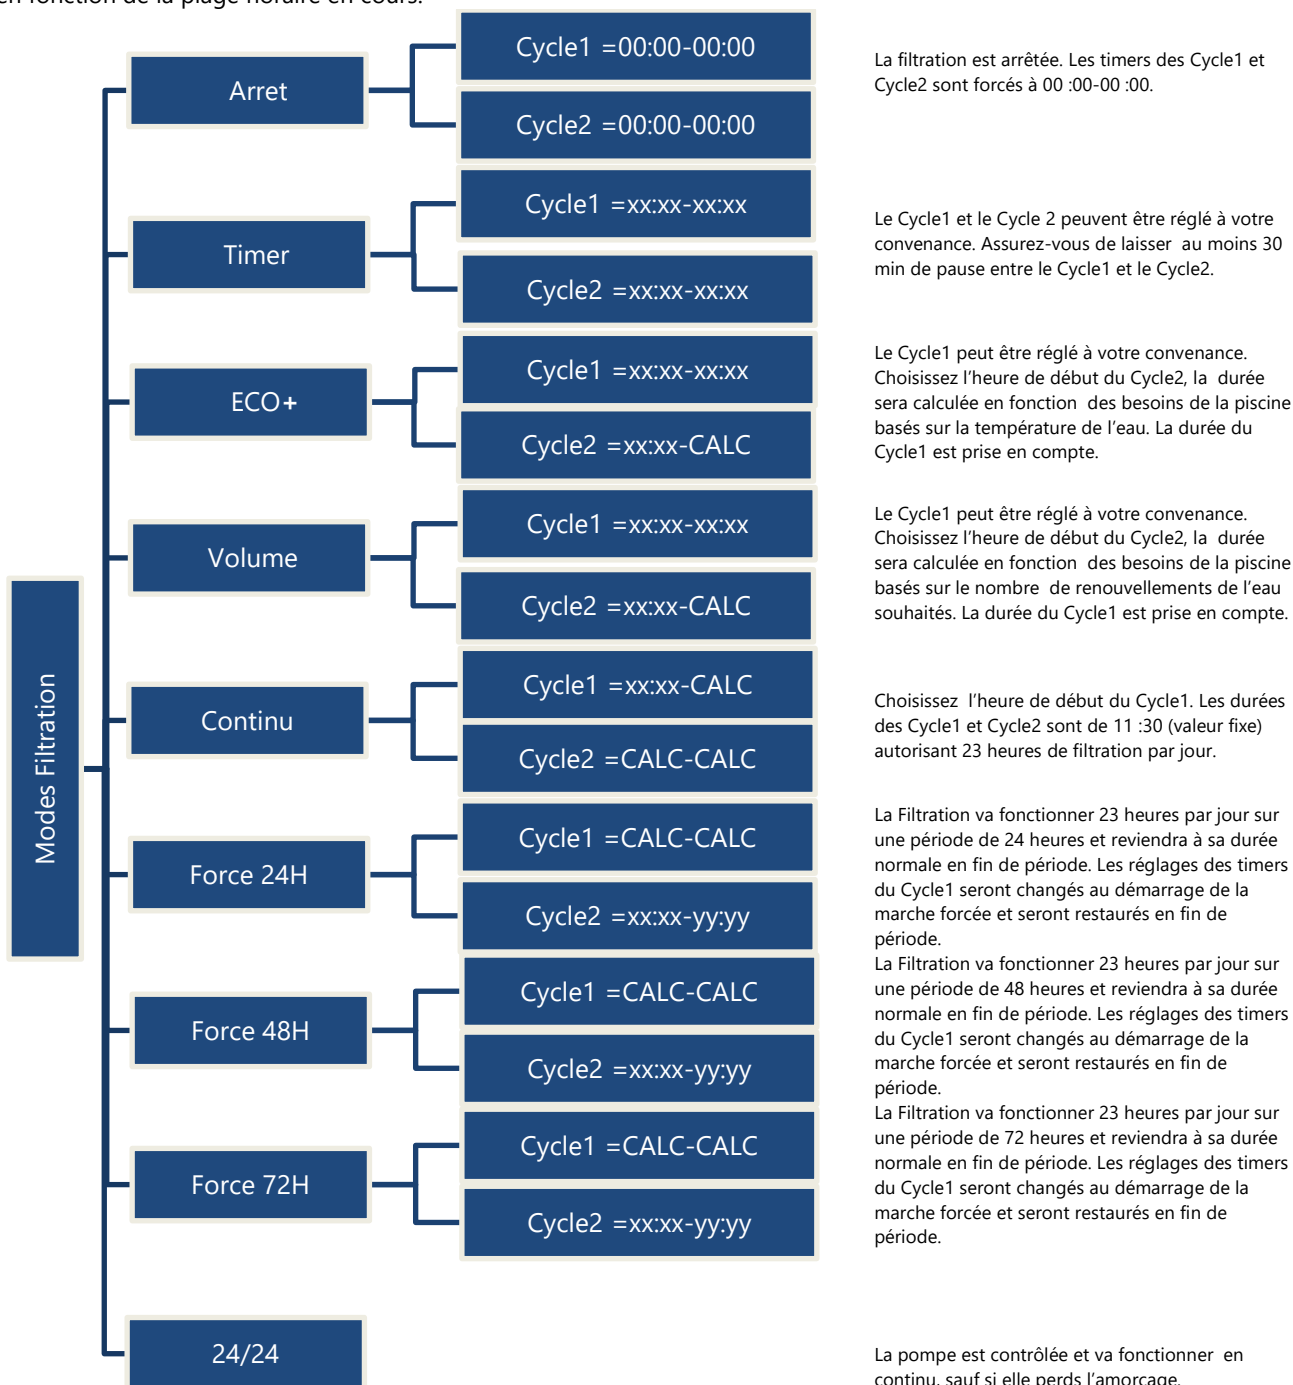 en fonction de la plage horaire en cours.
Modes Filtration
Arret
Cycle1 =00:00-00:00
Cycle2 =00:00-00:00
La filtration est arrêtée. Les timers des Cycle1 et
Cycle2 sont forcés à 00 :00-00 :00.
Timer
Cycle1 =xx:xx-xx:xx
Cycle2 =xx:xx-xx:xx
Le Cycle1 et le Cycle 2 peuvent être réglé à votre
convenance. Assurez-vous de laisser au moins 30
min de pause entre le Cycle1 et le Cycle2.
ECO+
Cycle1 =xx:xx-xx:xx
Cycle2 =xx:xx-CALC
Le Cycle1 peut être réglé à votre convenance.
Choisissez l'heure de début du Cycle2, la durée
sera calculée en fonction des besoins de la piscine
basés sur la température de l'eau. La durée du
Cycle1 est prise en compte.
Volume
Cycle1 =xx:xx-xx:xx
Cycle2 =xx:xx-CALC
Le Cycle1 peut être réglé à votre convenance.
Choisissez l'heure de début du Cycle2, la durée
sera calculée en fonction des besoins de la piscine
basés sur le nombre de renouvellements de l'eau
souhaités. La durée du Cycle1 est prise en compte.
Continu
Cycle1 =xx:xx-CALC
Cycle2 =CALC-CALC
Choisissez l'heure de début du Cycle1. Les durées
des Cycle1 et Cycle2 sont de 11 :30 (valeur fixe)
autorisant 23 heures de filtration par jour.
Force 24H
Cycle1 =CALC-CALC
Cycle2 =xx:xx-yy:yy
La Filtration va fonctionner 23 heures par jour sur
une période de 24 heures et reviendra à sa durée
normale en fin de période. Les réglages des timers
du Cycle1 seront changés au démarrage de la
marche forcée et seront restaurés en fin de
période.
Force 48H
Cycle1 =CALC-CALC
Cycle2 =xx:xx-yy:yy
La Filtration va fonctionner 23 heures par jour sur
une période de 48 heures et reviendra à sa durée
normale en fin de période. Les réglages des timers
du Cycle1 seront changés au démarrage de la
marche forcée et seront restaurés en fin de
période.
Force 72H
Cycle1 =CALC-CALC
Cycle2 =xx:xx-yy:yy
La Filtration va fonctionner 23 heures par jour sur
une période de 72 heures et reviendra à sa durée
normale en fin de période. Les réglages des timers
du Cycle1 seront changés au démarrage de la
marche forcée et seront restaurés en fin de
période.
24/24
La pompe est contrôlée et va fonctionner en
continu, sauf si elle perds l'amorçage.